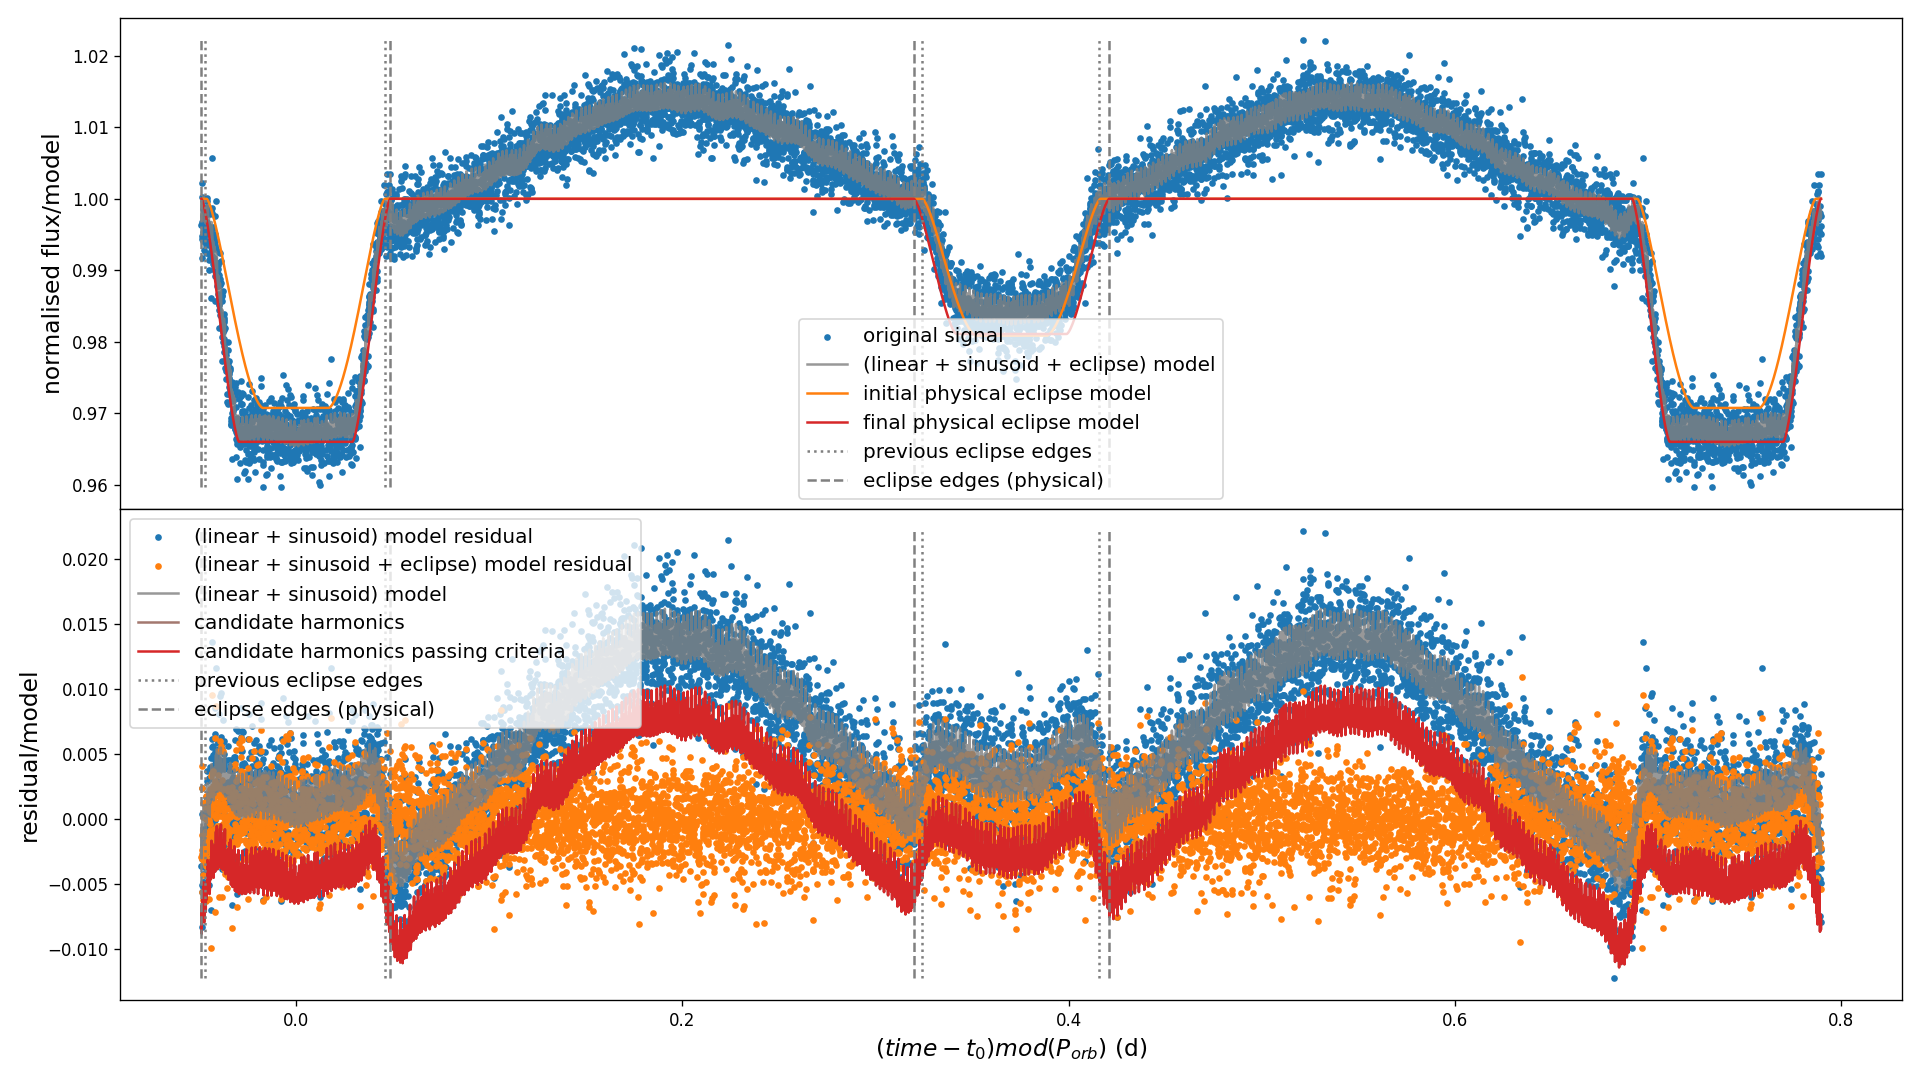 normalised flux/model
1.02
1.01
1.00
0.99
0.98
0.97
0.96
original signal
(linear + sinusoid + eclipse) model
initial physical eclipse model
final physical eclipse model
previous eclipse edges
eclipse edges (physical)
residual/model
0.020
0.015
0.010
0.005
0.000
−0.005
−0.010
(linear + sinusoid) model residual
(linear + sinusoid + eclipse) model residual
(linear + sinusoid) model
candidate harmonics
candidate harmonics passing criteria
previous eclipse edges
eclipse edges (physical)
0.0 0.2 0.4 0.6 0.8
(time − t₀)mod(P_orb) (d)